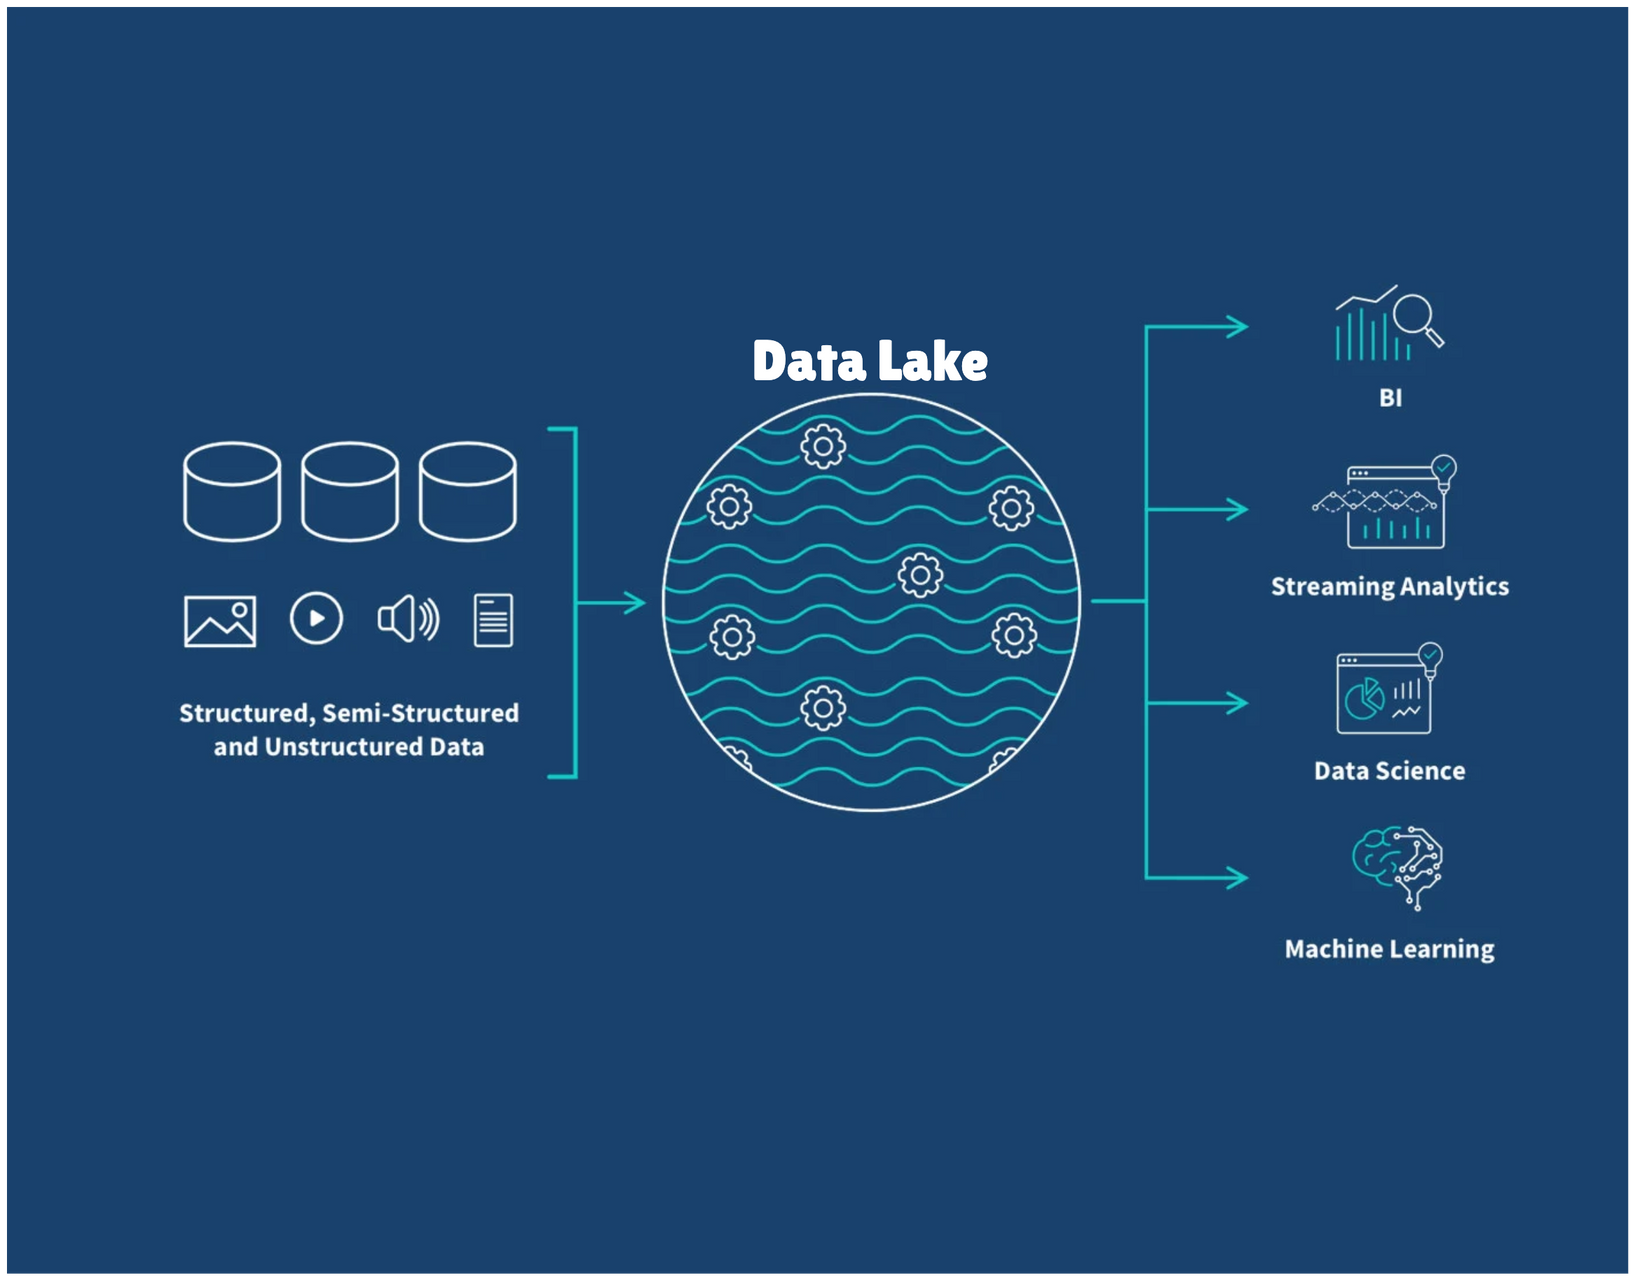 Data Lake
Structured, Semi-Structured
and Unstructured Data
BI
Streaming Analytics
Data Science
Machine Learning